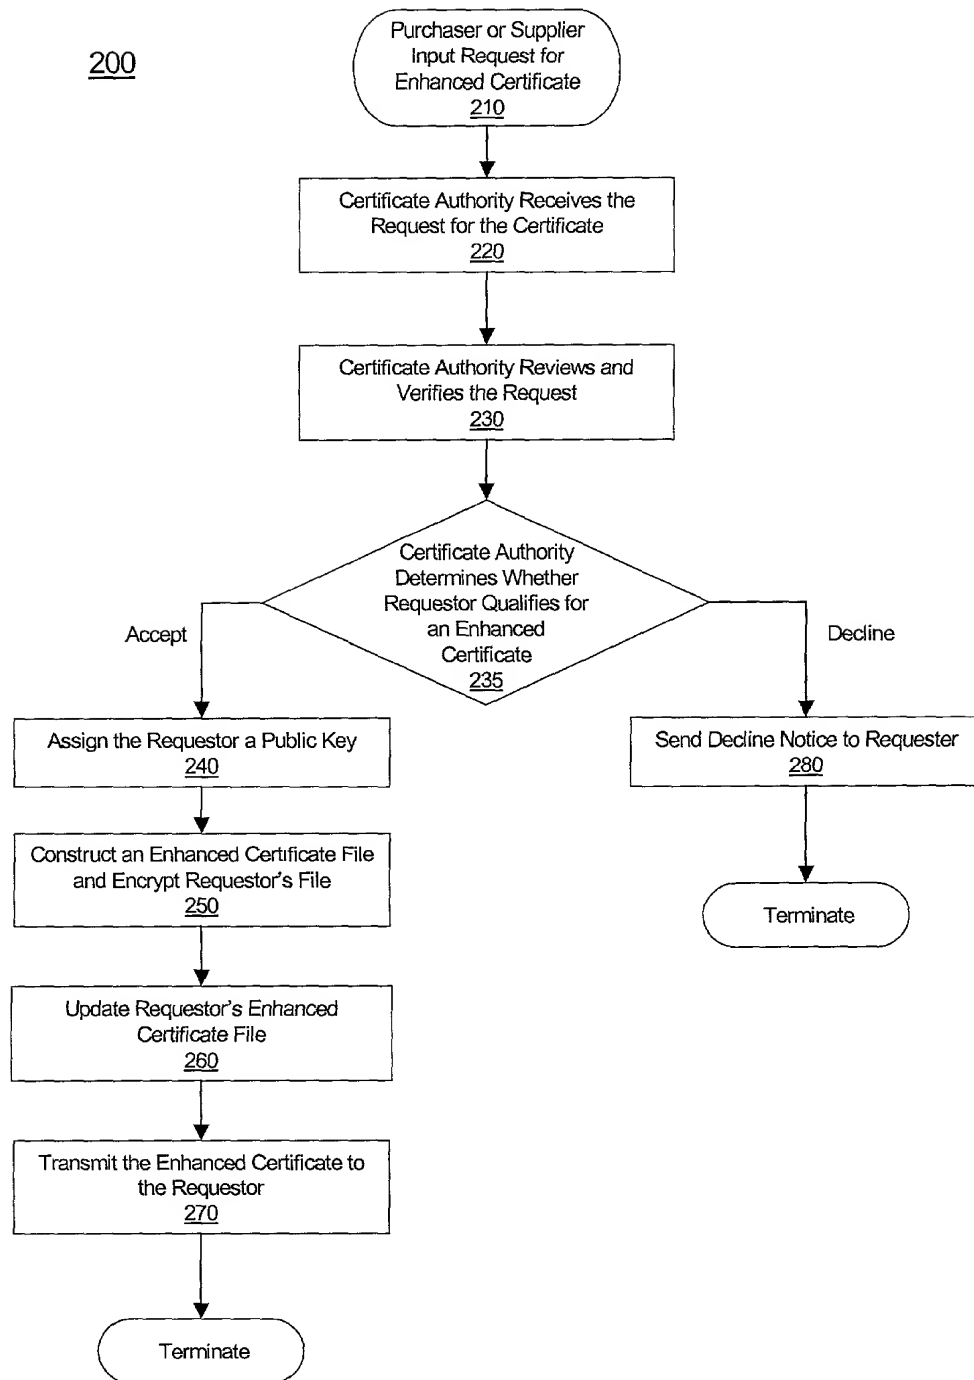 200
Purchaser or Supplier
Input Request for
Enhanced Certificate
210
Certificate Authority Receives the
Request for the Certificate
220
Certificate Authority Reviews and
Verifies the Request
230
Certificate Authority
Determines Whether
Requestor Qualifies for
an Enhanced
Certificate
235
Accept
Decline
Assign the Requestor a Public Key
240
Send Decline Notice to Requester
280
Construct an Enhanced Certificate File
and Encrypt Requestor's File
250
Terminate
Update Requestor's Enhanced
Certificate File
260
Transmit the Enhanced Certificate to
the Requestor
270
Terminate